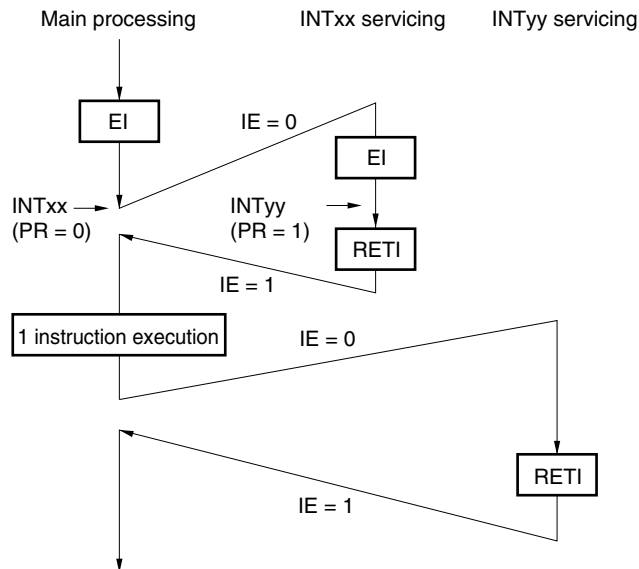 Main processing
INTxx servicing
INTyy servicing
EI
IE = 0
EI
INTxx
(PR = 0)
INTyy
(PR = 1)
RETI
IE = 1
1 instruction execution
IE = 0
RETI
IE = 1